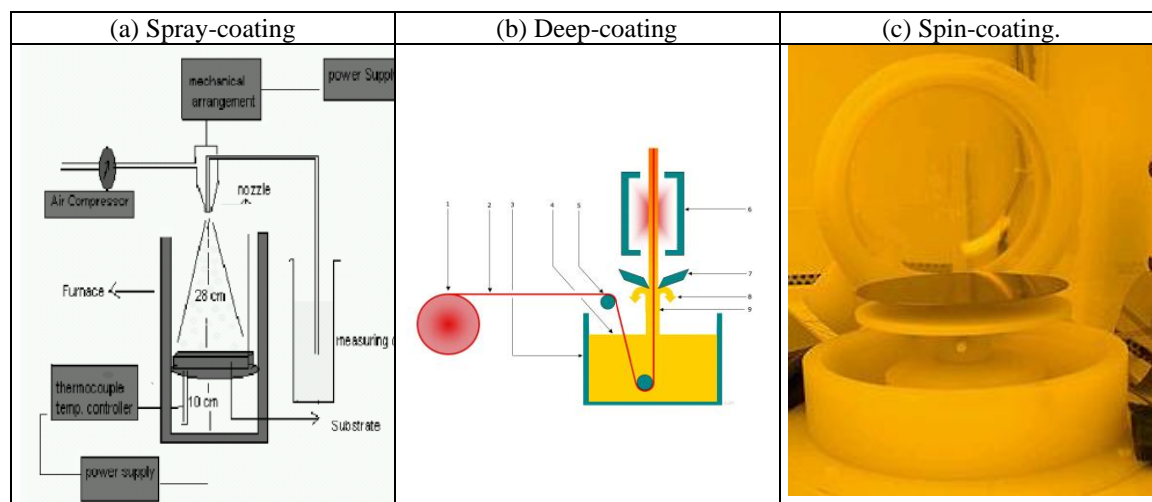 (a) Spray-coating
(b) Deep-coating
(c) Spin-coating.
mechanical
arrangement
power Supply
Air Compressor
nozzle
Furnace
28 cm
measuring
thermocouple
temp. controller
10 cm
Substrate
power supply
1
2
3
4
5
6
7
8
9